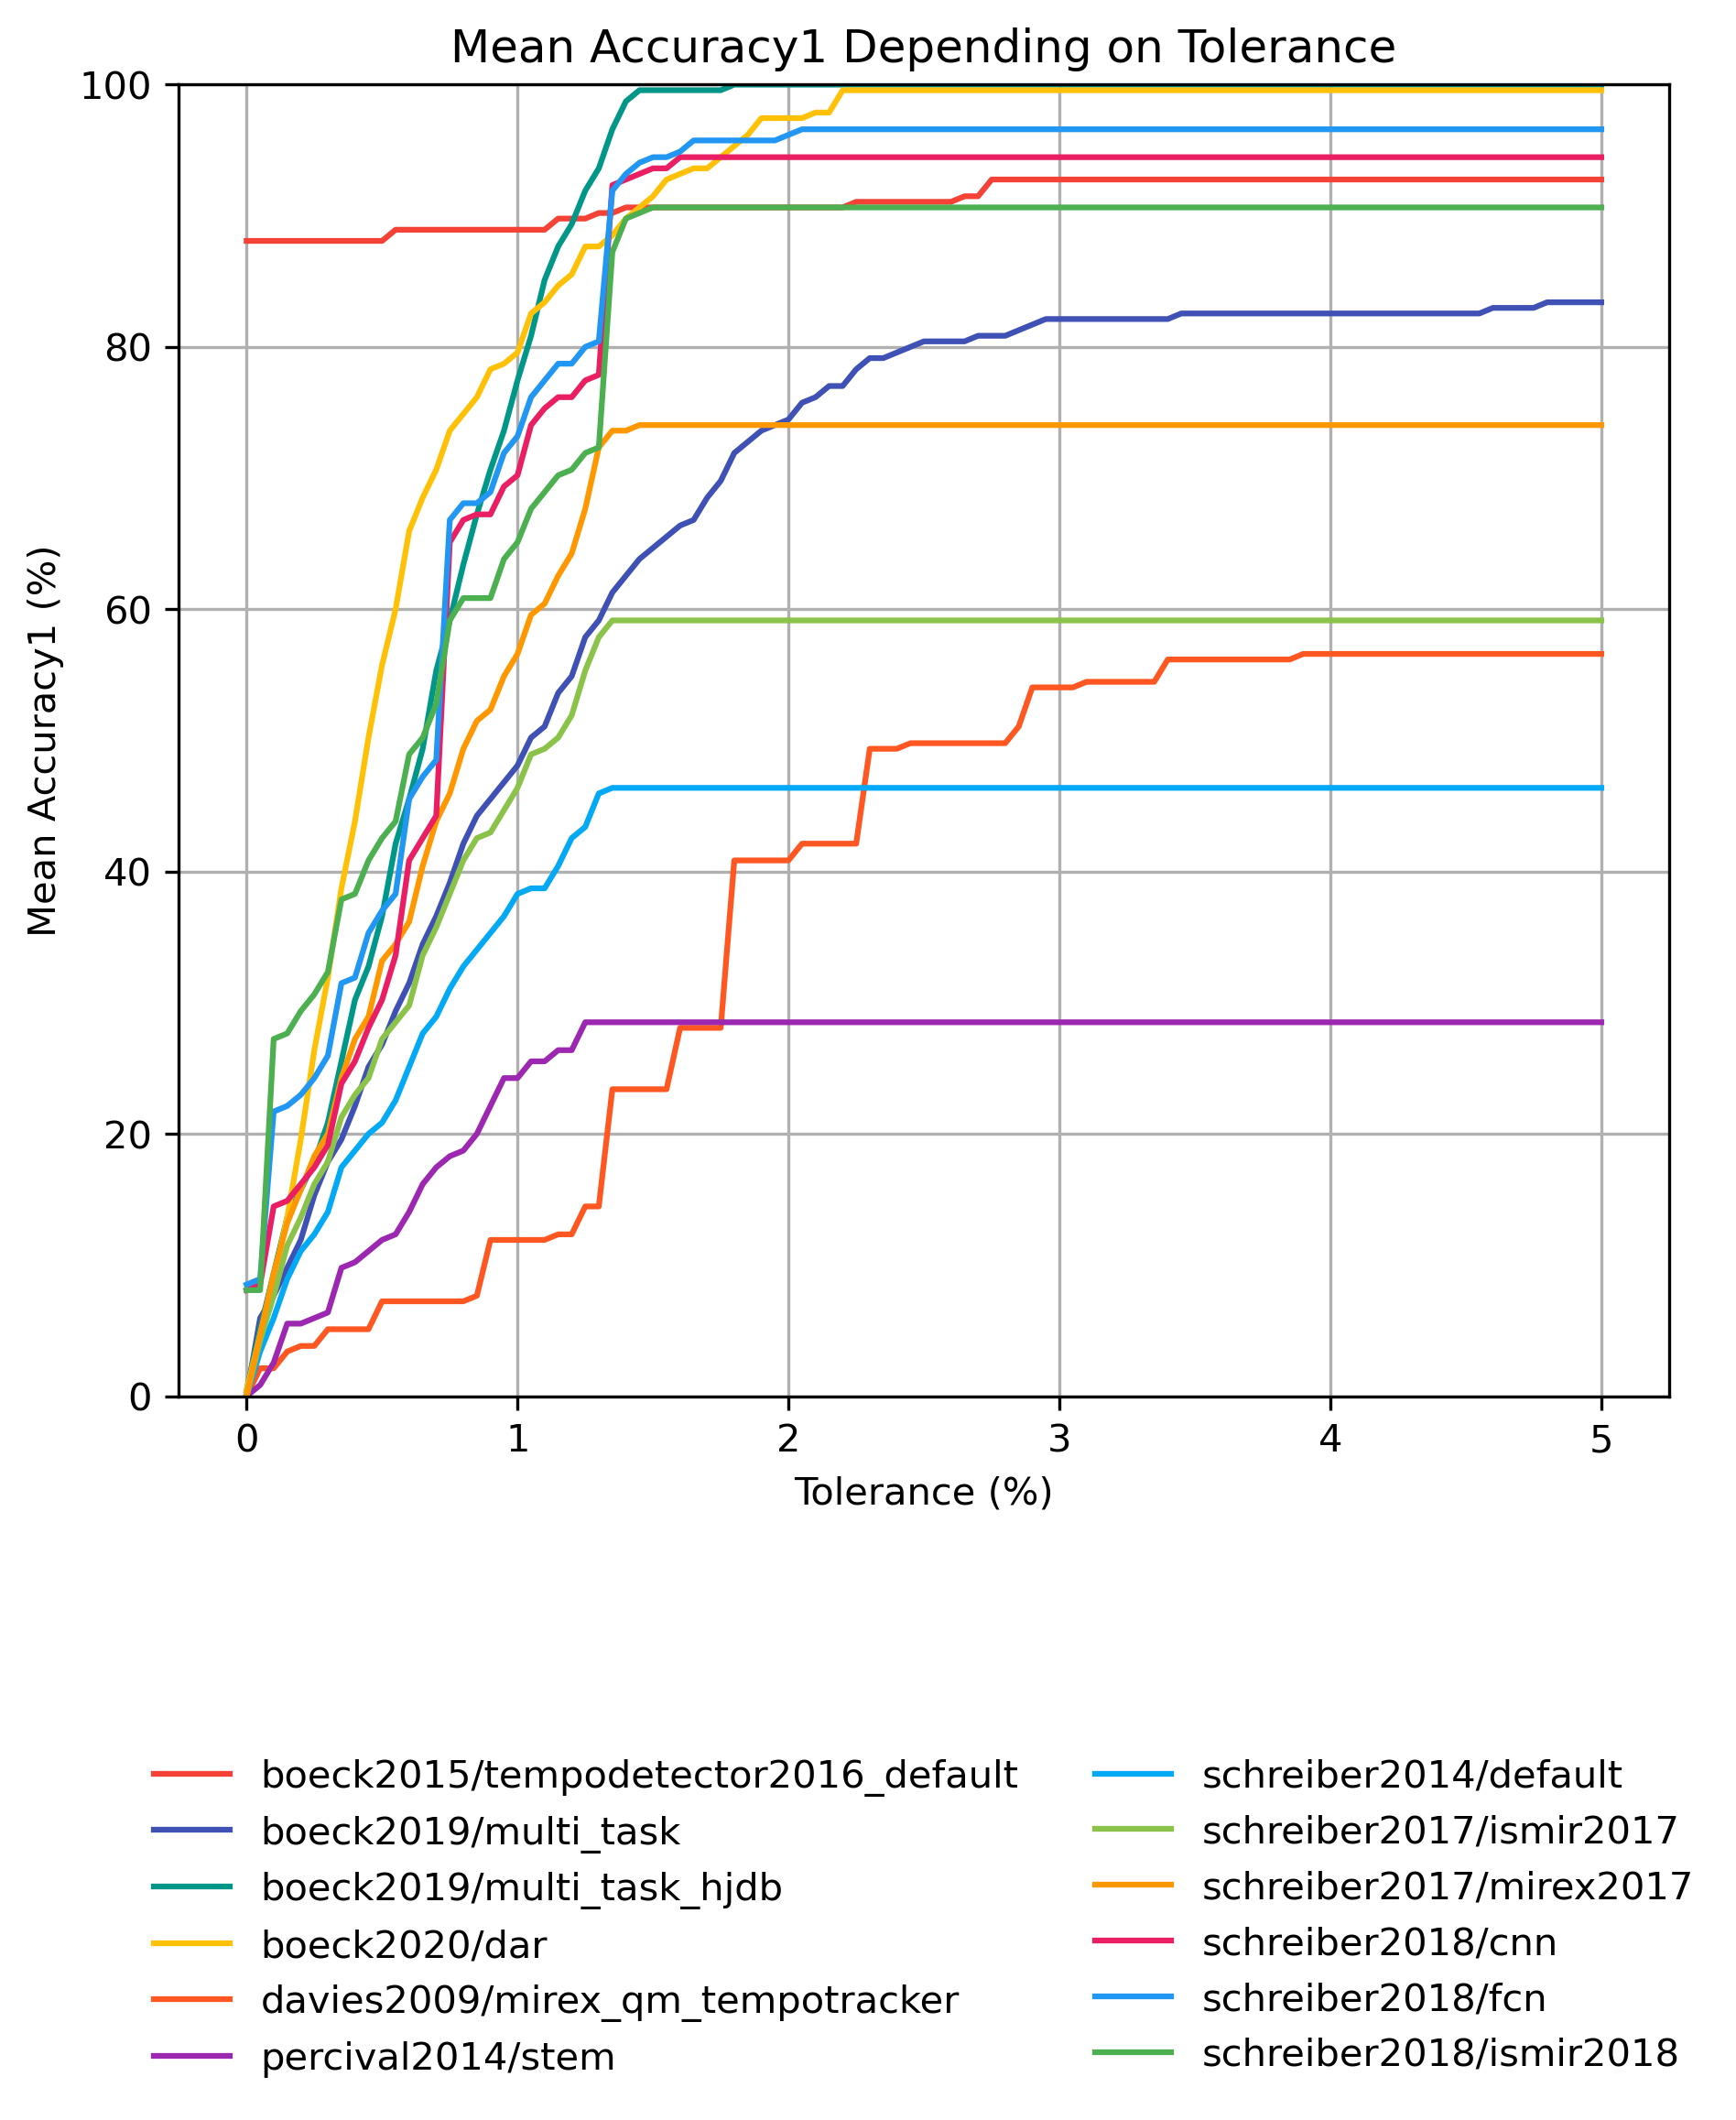 Mean Accuracy1 Depending on Tolerance
100
80
60
40
20
0
Mean Accuracy1 (%)
0 1 2 3 4 5
Tolerance (%)
boeck2015/tempodetector2016_default
boeck2019/multi_task
boeck2019/multi_task_hjdb
boeck2020/dar
davies2009/mirex_qm_tempotracker
percival2014/stem
schreiber2014/default
schreiber2017/ismir2017
schreiber2017/mirex2017
schreiber2018/cnn
schreiber2018/fcn
schreiber2018/ismir2018